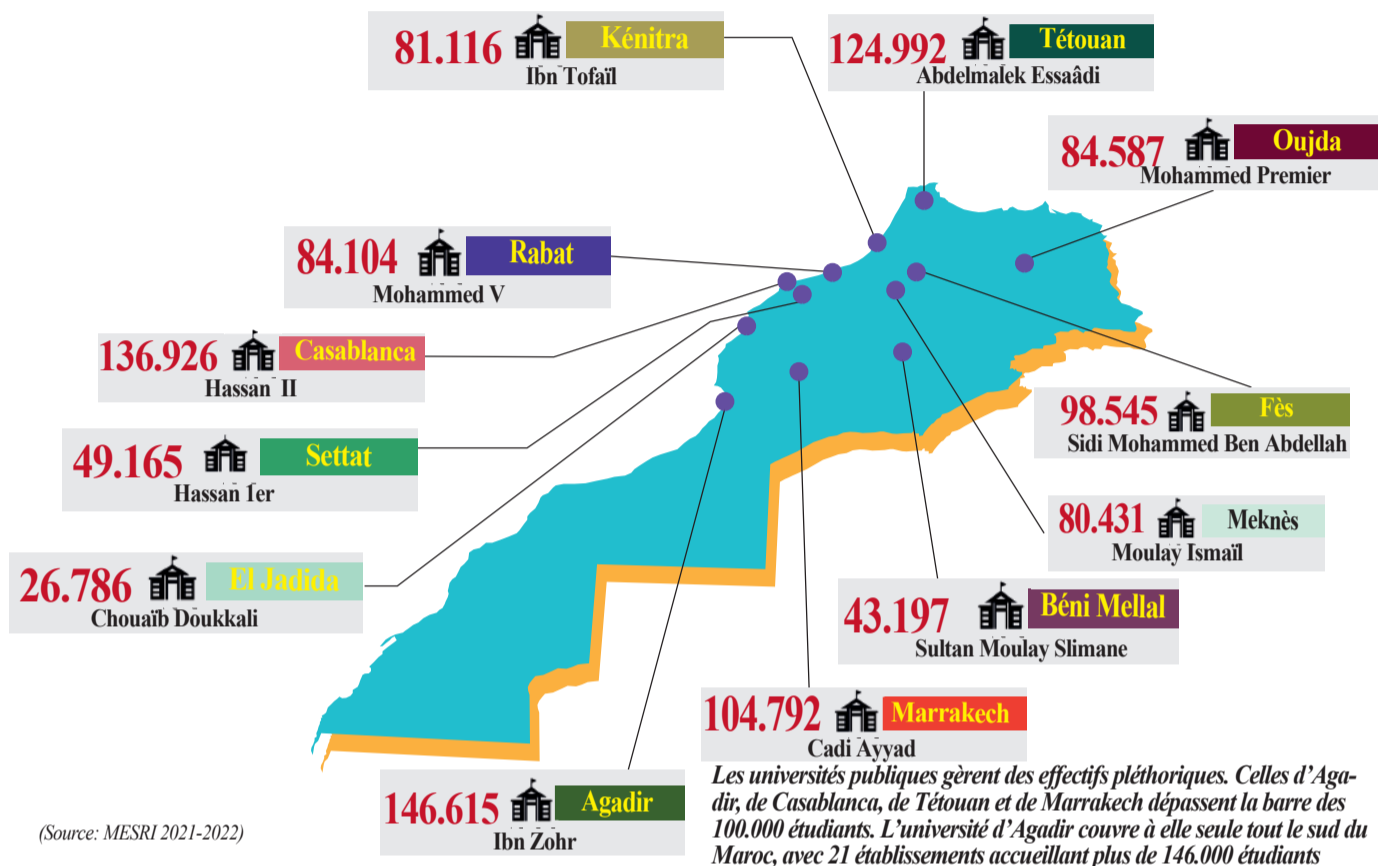 81.116 Kénitra
Ibn Tofaïl
124.992 Tétouan
Abdelmalek Essaâdi
84.587 Oujda
Mohammed Premier
84.104 Rabat
Mohammed V
136.926 Casablanca
Hassan II
98.545 Fès
Sidi Mohammed Ben Abdellah
49.165 Settat
Hassan 1er
80.431 Meknès
Moulay Ismaïl
26.786 El Jadida
Chouaïb Doukkali
43.197 Béni Mellal
Sultan Moulay Slimane
104.792 Marrakech
Cadi Ayyad
146.615 Agadir
Ibn Zohr
Les universités publiques gèrent des effectifs pléthoriques. Celles d'Aga-
dir, de Casablanca, de Tétouan et de Marrakech dépassent la barre des
100.000 étudiants. L'université d'Agadir couvre à elle seule tout le sud du
Maroc, avec 21 établissements accueillant plus de 146.000 étudiants
(Source: MESRI 2021-2022)